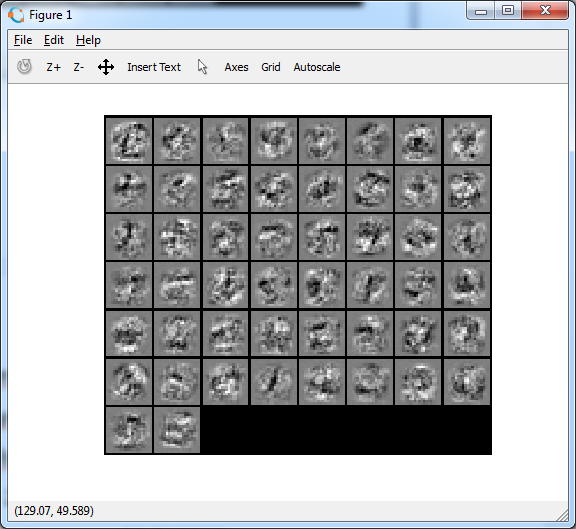 Figure 1
File Edit Help
Z+ Z- Insert Text Axes Grid Autoscale
(129.07, 49.589)